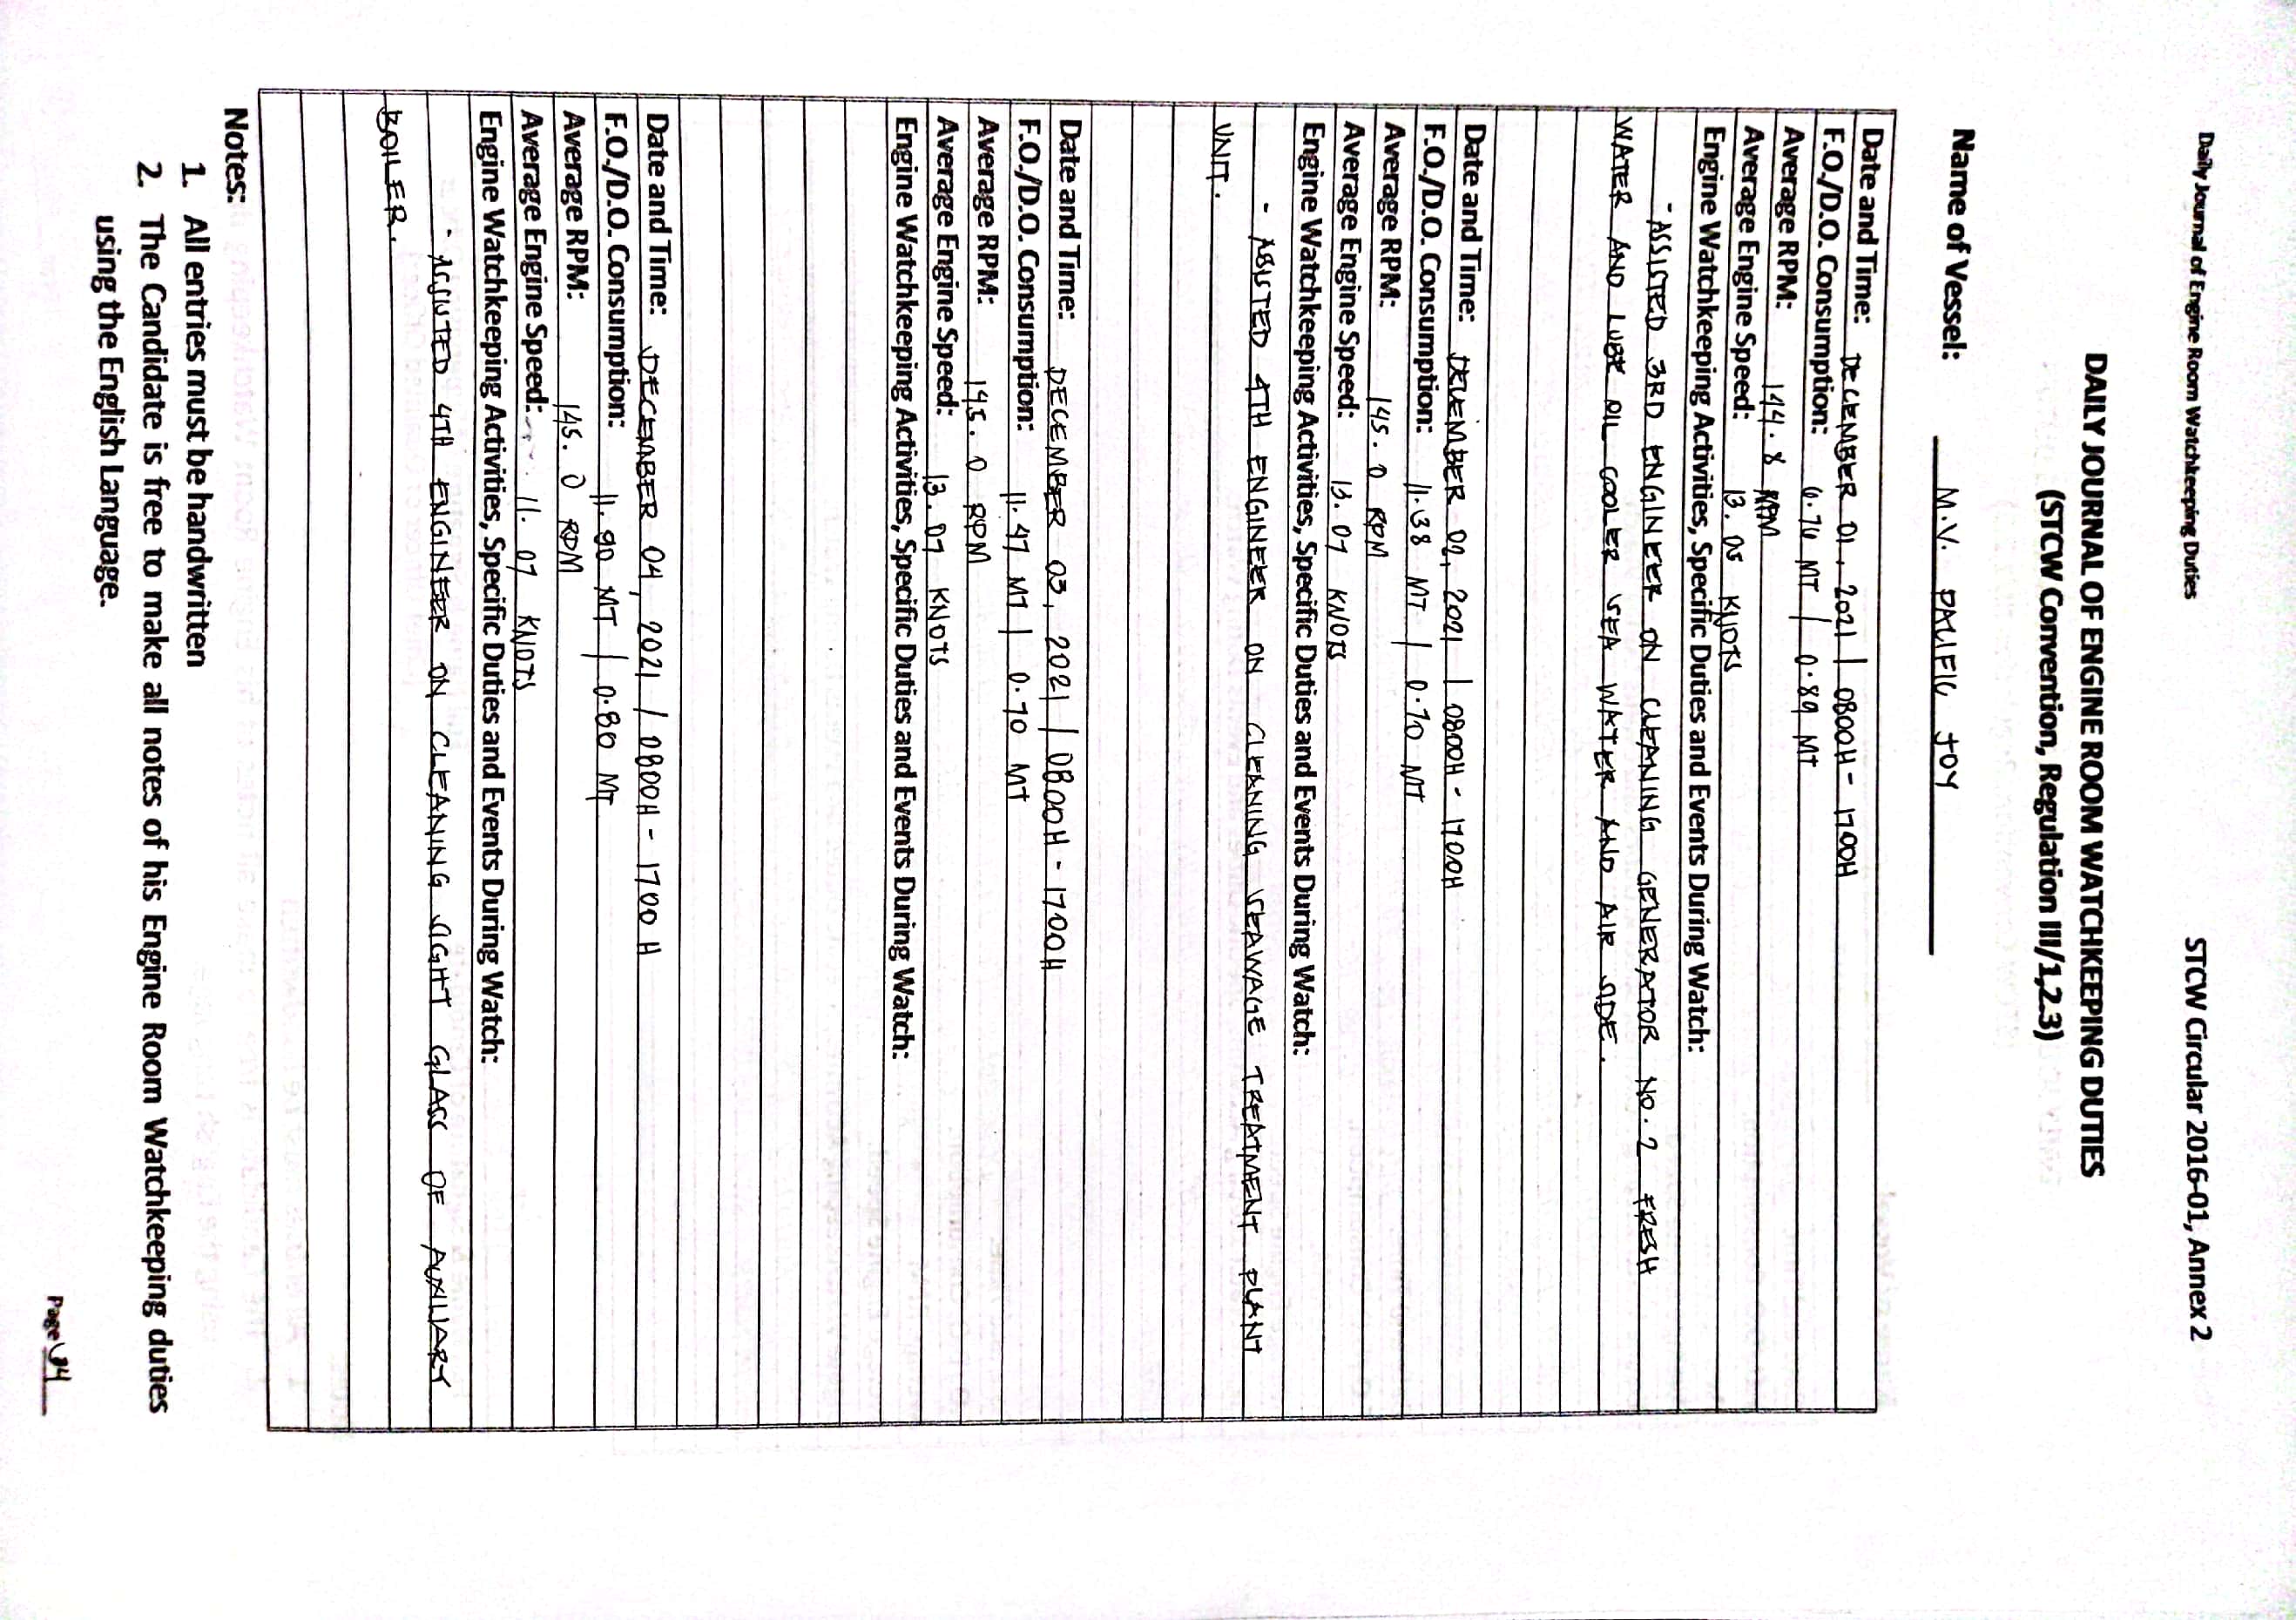 Daily Journal of Engine Room Watchkeeping Duties STCW Circular 2016-01, Annex 2
DAILY JOURNAL OF ENGINE ROOM WATCHKEEPING DUTIES
(STCW Convention, Regulation III/1,2.3)
Name of Vessel: M.V. PACIFIC JOY
Date and Time: DECEMBER 01, 2021 / 0800H - 1700H
F.O./D.O. Consumption: MT / 0.89 MT
Average RPM: 144.8 RPM
Average Engine Speed: 13.05 KNOTS
Engine Watchkeeping Activities, Specific Duties and Events During Watch:
- ASSISTED 3RD ENGINEER ON CLEANING GENERATOR NO. 2 FRESH
WATER AND LUBE OIL COOLER SEA WATER AND AIR SIDE.
Date and Time: DECEMBER 02, 2021 / 0800H - 1700H
F.O./D.O. Consumption: 11.38 MT / 0.70 MT
Average RPM: 145.0 RPM
Average Engine Speed: 13.07 KNOTS
Engine Watchkeeping Activities, Specific Duties and Events During Watch:
- ASISTED 4TH ENGINEER ON CLEANING SEAWAGE TREATMENT PLANT
UNIT.
Date and Time: DECEMBER 03, 2021 / 0800H - 1700H
F.O./D.O. Consumption: 11.47 MT / 0.70 MT
Average RPM: 145.0 RPM
Average Engine Speed: 13.07 KNOTS
Engine Watchkeeping Activities, Specific Duties and Events During Watch:
Date and Time: DECEMBER 04, 2021 / 0800H - 1700H
F.O./D.O. Consumption: 11.90 MT / 0.80 MT
Average RPM: 145.0 RPM
Average Engine Speed: 11.07 KNOTS
Engine Watchkeeping Activities, Specific Duties and Events During Watch:
- ASSISTED 4TH ENGINEER ON CLEANING SIGHT GLASS OF AUXILIARY
BOILER.
Notes:
1. All entries must be handwritten
2. The Candidate is free to make all notes of his Engine Room Watchkeeping duties
using the English Language.
Page